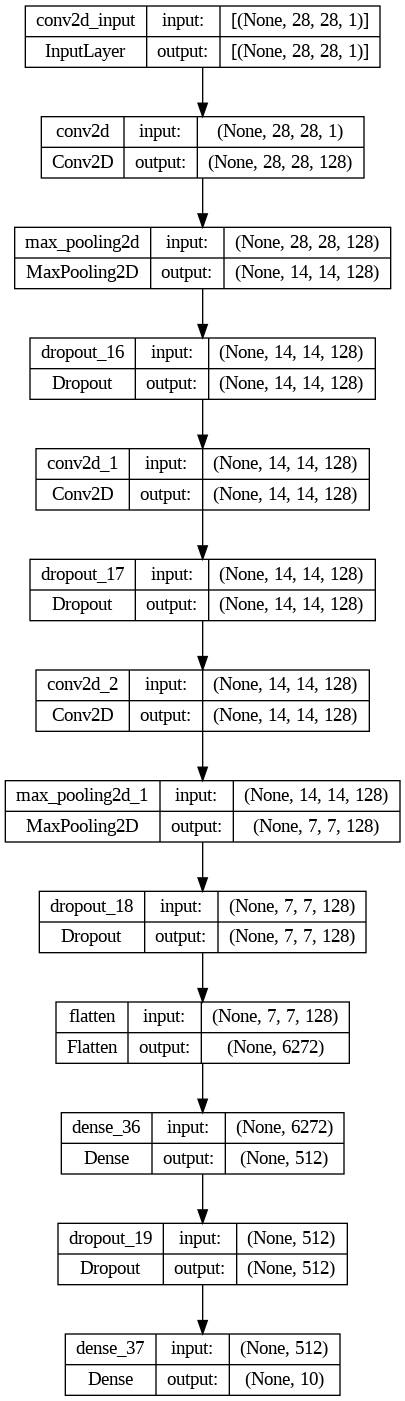 conv2d_input input: [(None, 28, 28, 1)]
InputLayer output: [(None, 28, 28, 1)]
conv2d input: (None, 28, 28, 1)
Conv2D output: (None, 28, 28, 128)
max_pooling2d input: (None, 28, 28, 128)
MaxPooling2D output: (None, 14, 14, 128)
dropout_16 input: (None, 14, 14, 128)
Dropout output: (None, 14, 14, 128)
conv2d_1 input: (None, 14, 14, 128)
Conv2D output: (None, 14, 14, 128)
dropout_17 input: (None, 14, 14, 128)
Dropout output: (None, 14, 14, 128)
conv2d_2 input: (None, 14, 14, 128)
Conv2D output: (None, 14, 14, 128)
max_pooling2d_1 input: (None, 14, 14, 128)
MaxPooling2D output: (None, 7, 7, 128)
dropout_18 input: (None, 7, 7, 128)
Dropout output: (None, 7, 7, 128)
flatten input: (None, 7, 7, 128)
Flatten output: (None, 6272)
dense_36 input: (None, 6272)
Dense output: (None, 512)
dropout_19 input: (None, 512)
Dropout output: (None, 512)
dense_37 input: (None, 512)
Dense output: (None, 10)